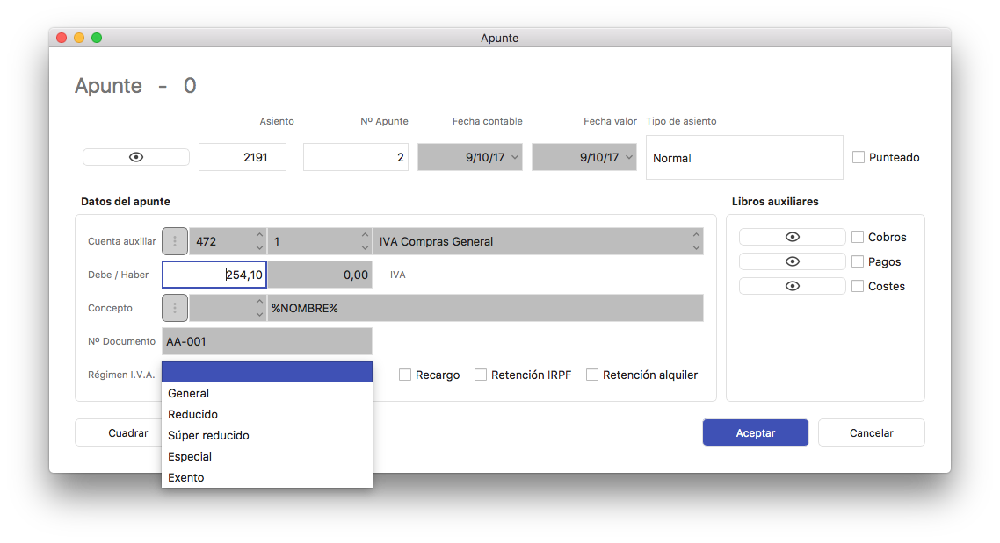 Apunte
Apunte - 0
Asiento Nº Apunte Fecha contable Fecha valor Tipo de asiento
2191 2 9/10/17 9/10/17 Normal Punteado
Datos del apunte
Cuenta auxiliar 472 1 IVA Compras General
Debe / Haber 254,10 0,00 IVA
Concepto %NOMBRE%
Nº Documento AA-001
Régimen I.V.A. Recargo Retención IRPF Retención alquiler
General
Reducido
Súper reducido
Especial
Exento
Libros auxiliares
Cobros
Pagos
Costes
Cuadrar Aceptar Cancelar